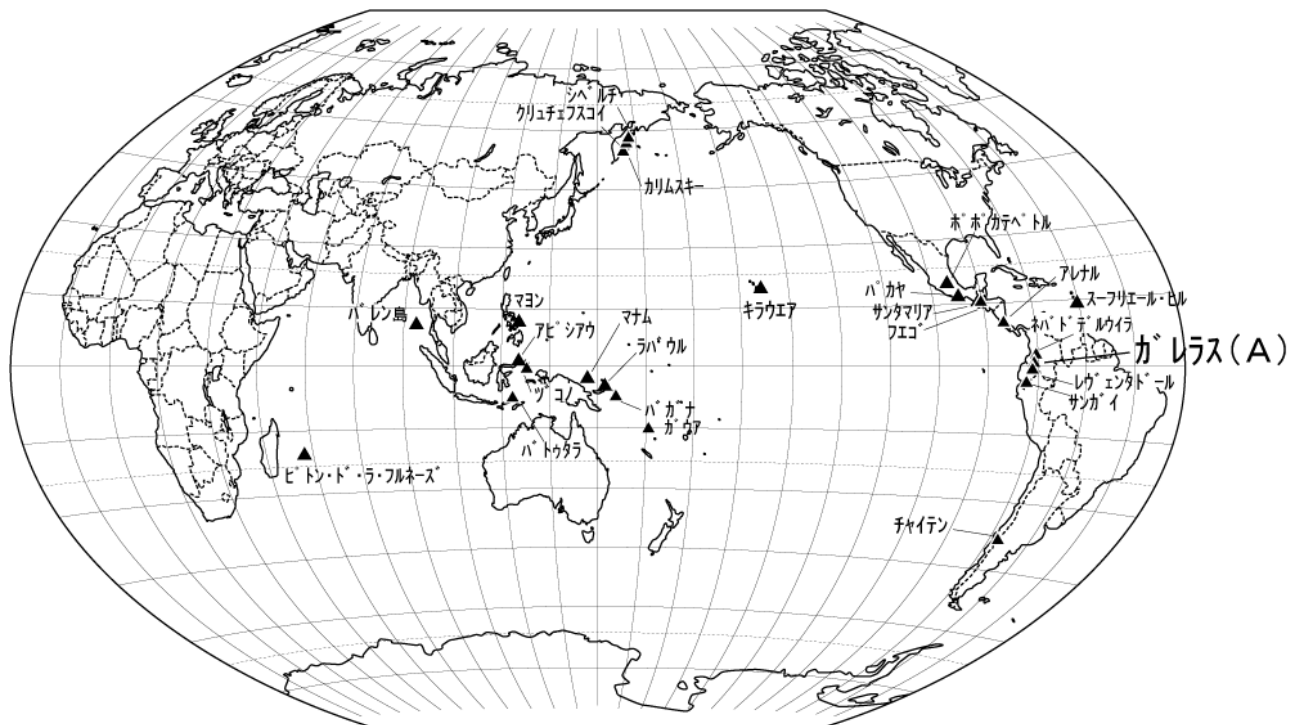 シベルチ
クリュチェフスコイ
カリムスキー
ポポカテペトル
アレナル
パカヤ
スーフリエール・ヒル
サンタマリア
フエゴ
キラウエア
バレン島
マヨン
アピシアウ
マナム
・ラバウル
ネバドデルウイラ
ガレラス(A)
レヴェンタドール
サンガイ
ヅコノ
バガナ
ガウア
バトゥタラ
ピトン・ド・ラ・フルネーズ
チャイテン